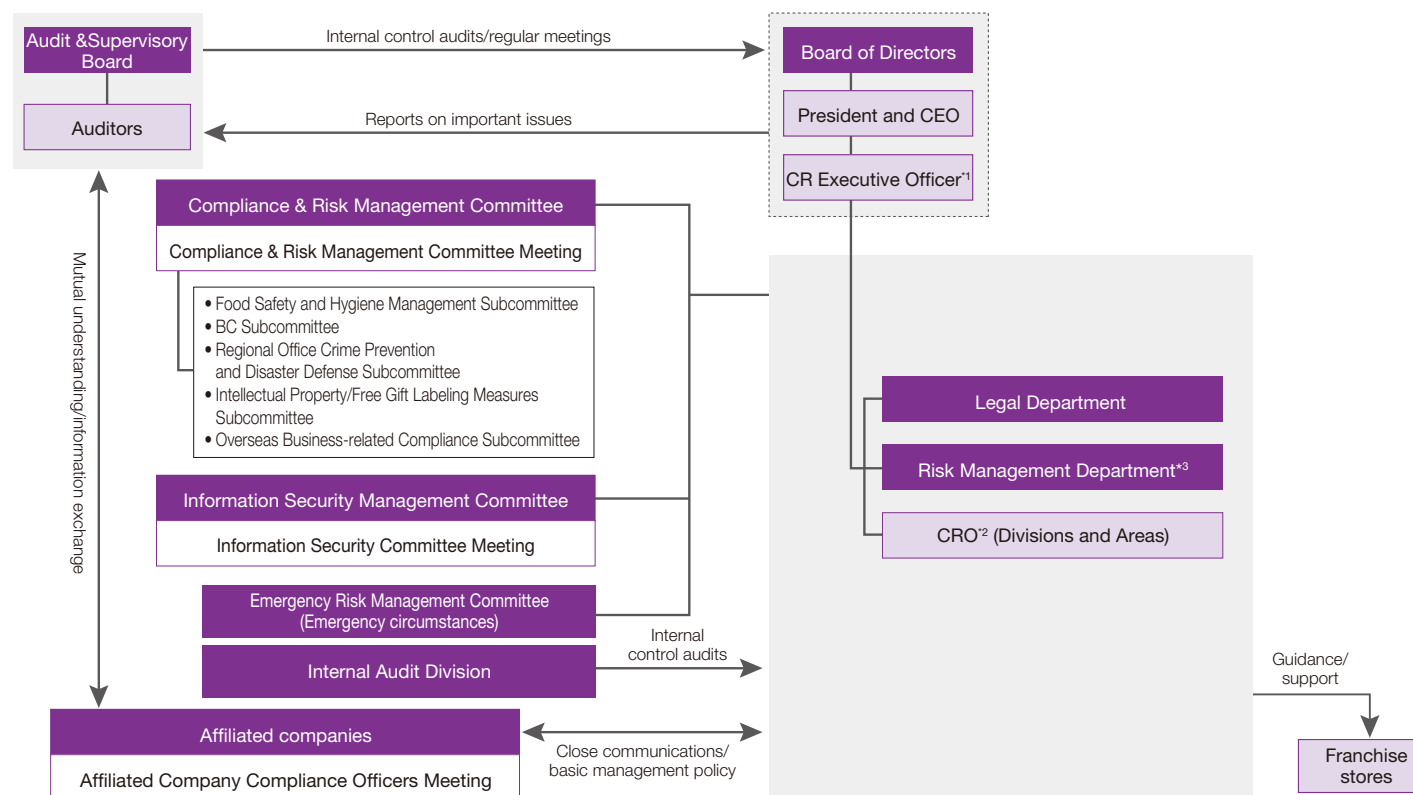 Audit &Supervisory
Board
Auditors
Internal control audits/regular meetings
Reports on important issues
Board of Directors
President and CEO
CR Executive Officer*1
Mutual understanding/information exchange
Compliance & Risk Management Committee
Compliance & Risk Management Committee Meeting
• Food Safety and Hygiene Management Subcommittee
• BC Subcommittee
• Regional Office Crime Prevention
and Disaster Defense Subcommittee
• Intellectual Property/Free Gift Labeling Measures
Subcommittee
• Overseas Business-related Compliance Subcommittee
Information Security Management Committee
Information Security Committee Meeting
Emergency Risk Management Committee
(Emergency circumstances)
Internal Audit Division
Internal
control audits
Affiliated companies
Affiliated Company Compliance Officers Meeting
Close communications/
basic management policy
Legal Department
Risk Management Department*3
CRO*2 (Divisions and Areas)
Guidance/
support
Franchise
stores